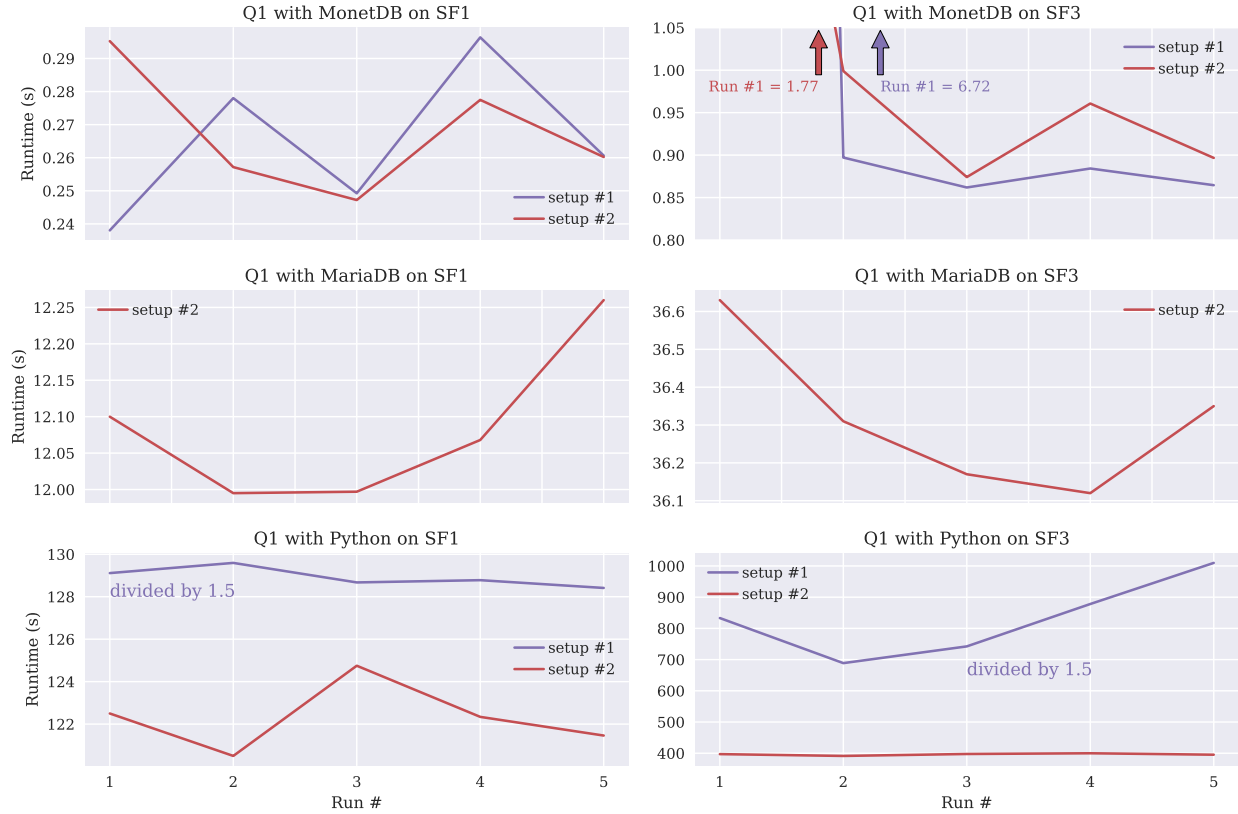 Q1 with MonetDB on SF1
0.29
0.28
0.27
0.26
0.25
0.24
Runtime (s)
setup #1
setup #2
Q1 with MonetDB on SF3
1.05
1.00
0.95
0.90
0.85
0.80
Run #1 = 1.77
Run #1 = 6.72
setup #1
setup #2
Q1 with MariaDB on SF1
12.25
12.20
12.15
12.10
12.05
12.00
Runtime (s)
setup #2
Q1 with MariaDB on SF3
36.6
36.5
36.4
36.3
36.2
36.1
setup #2
Q1 with Python on SF1
130
128
126
124
122
Runtime (s)
divided by 1.5
setup #1
setup #2
1
2
3
4
5
Run #
Q1 with Python on SF3
1000
900
800
700
600
500
400
setup #1
setup #2
divided by 1.5
1
2
3
4
5
Run #